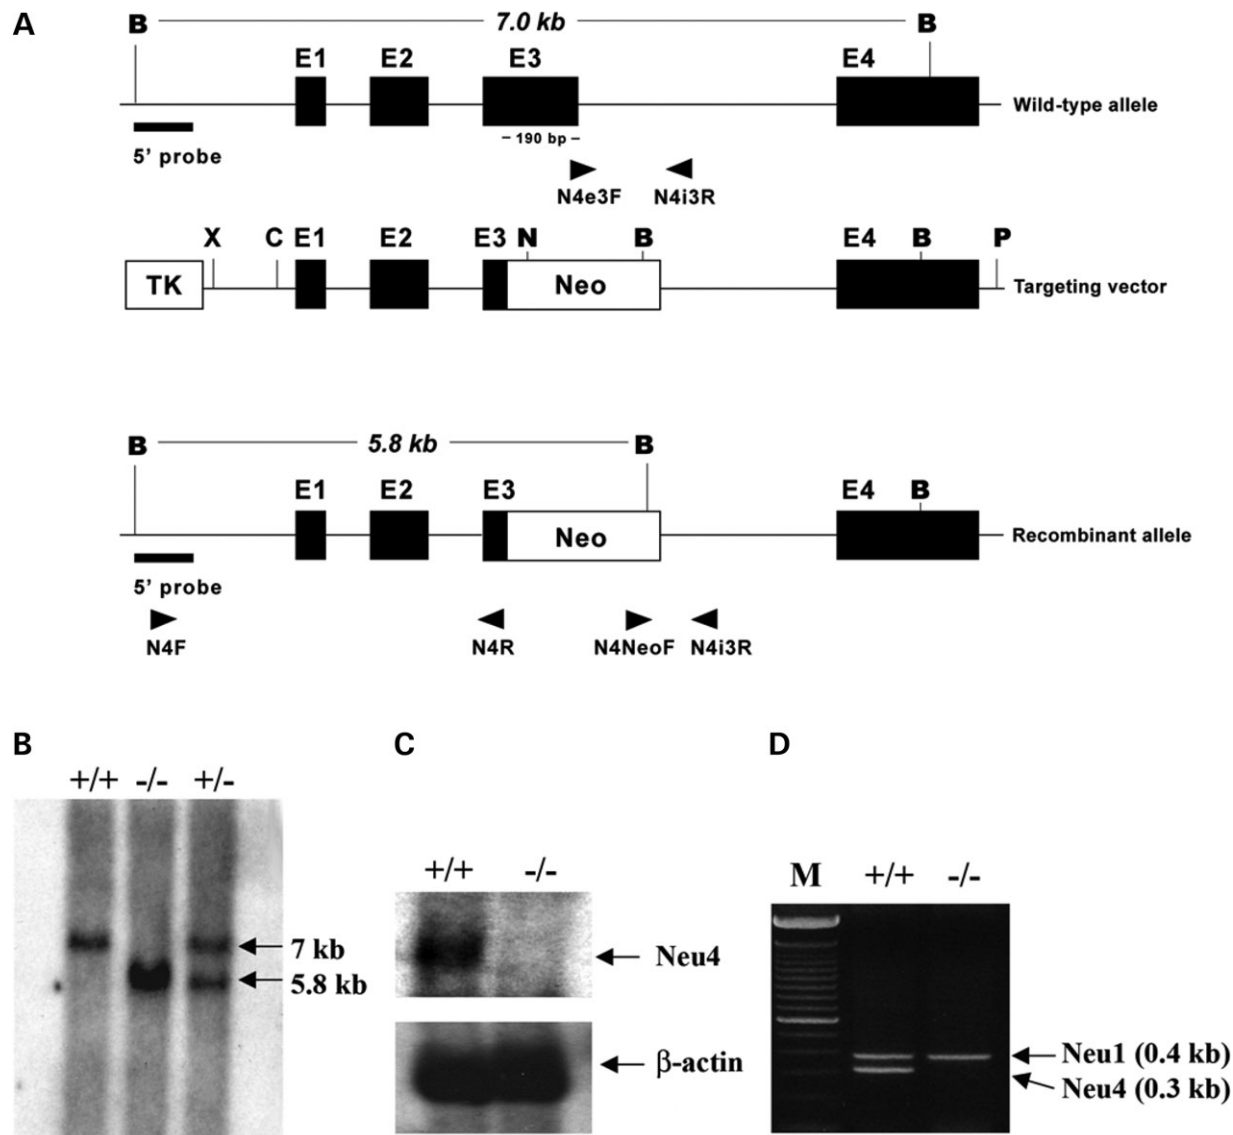 A
B 7.0 kb B
E1 E2 E3 E4
Wild-type allele
– 190 bp –
5’ probe
N4e3F N4i3R
X C E1 E2 E3 N B E4 B P
TK Neo Targeting vector
B 5.8 kb B
E1 E2 E3 E4 B
Neo Recombinant allele
5’ probe
N4F N4R N4NeoF N4i3R
B
+/+ -/- +/-
7 kb
5.8 kb
C
+/+ -/-
Neu4
β-actin
D
M +/+ -/-
Neu1 (0.4 kb)
Neu4 (0.3 kb)